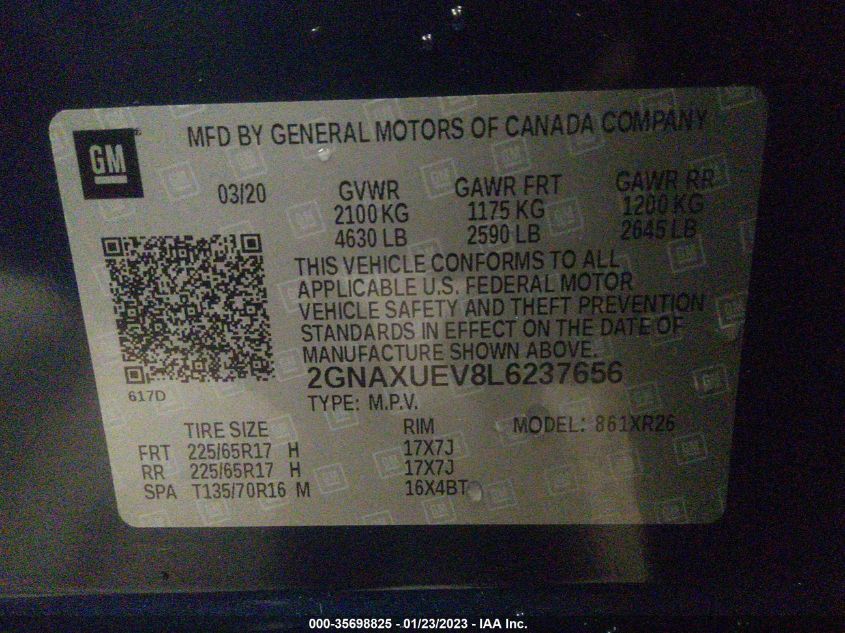 GM
MFD BY GENERAL MOTORS OF CANADA COMPANY
03/20 GVWR GAWR FRT GAWR RR
2100 KG 1175 KG 1200 KG
4630 LB 2590 LB 2645 LB
THIS VEHICLE CONFORMS TO ALL
APPLICABLE U.S. FEDERAL MOTOR
VEHICLE SAFETY AND THEFT PREVENTION
STANDARDS IN EFFECT ON THE DATE OF
MANUFACTURE SHOWN ABOVE.
2GNAXUEV8L6237656
617D
TYPE: M.P.V.
TIRE SIZE RIM MODEL: 861XR26
FRT 225/65R17 H 17X7J
RR 225/65R17 H 17X7J
SPA T135/70R16 M 16X4BT
000-35698825 - 01/23/2023 - IAA Inc.